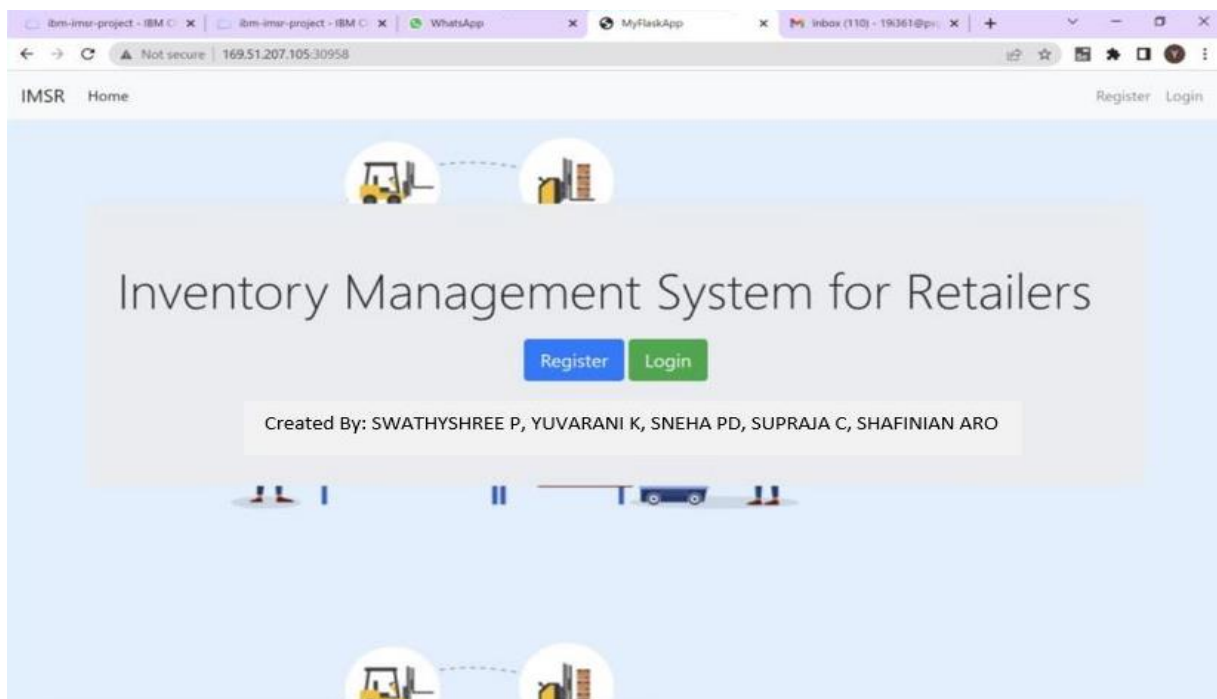 ibm-imsr-project - IBM C
ibm-imsr-project - IBM C
WhatsApp
MyFlaskApp
Inbox (110) - 19i361@
Not secure | 169.51.207.105:30958
IMSR Home Register Login
Inventory Management System for Retailers
Register Login
Created By: SWATHYSHREE P, YUVARANI K, SNEHA PD, SUPRAJA C, SHAFINIAN ARO